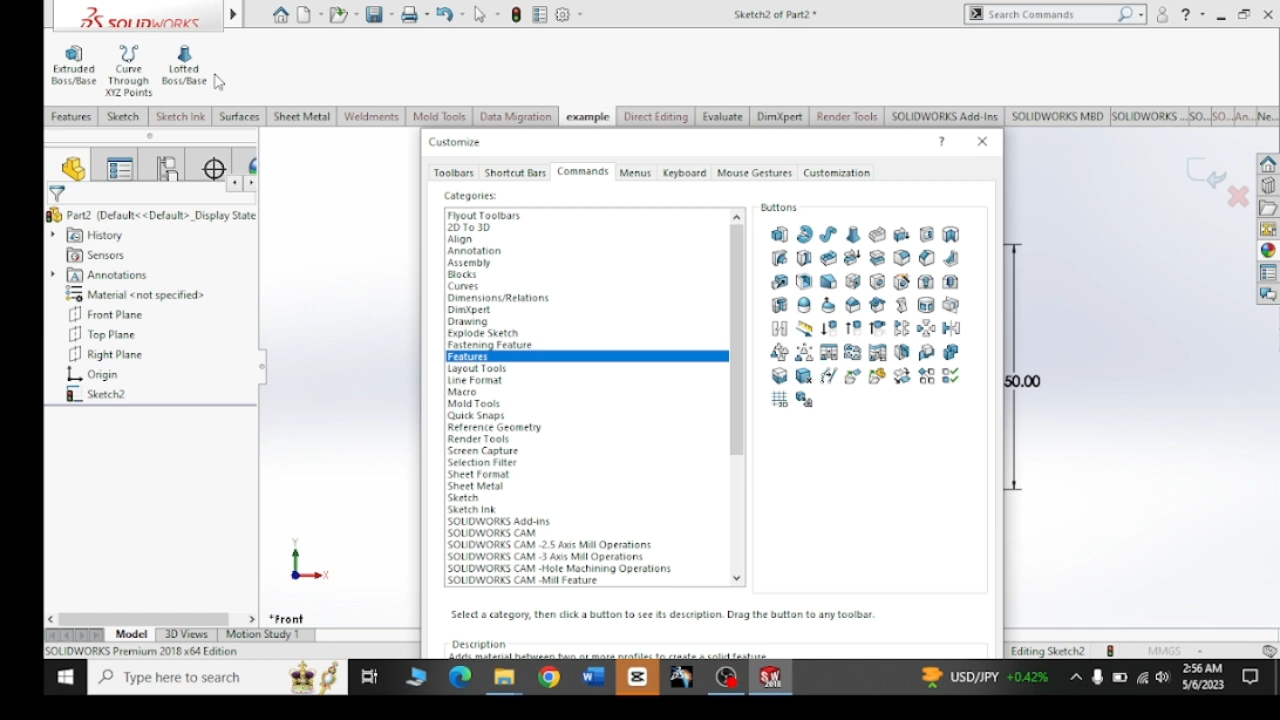 SOLIDWORKS
Sketch2 of Part2 *
Search Commands
Extruded Boss/Base
Curve Through XYZ Points
Lofted Boss/Base
Features Sketch Sketch Ink Surfaces Sheet Metal Weldments Mold Tools Data Migration example Direct Editing Evaluate DimXpert Render Tools SOLIDWORKS Add-Ins SOLIDWORKS MBD SOLIDWORKS ... SO... SO... An... Ne...
Customize
Toolbars Shortcut Bars Commands Menus Keyboard Mouse Gestures Customization
Categories:
Buttons
Flyout Toolbars
2D To 3D
Align
Annotation
Assembly
Blocks
Curves
Dimensions/Relations
DimXpert
Drawing
Explode Sketch
Fastening Feature
Features
Layout Tools
Line Format
Macro
Mold Tools
Quick Snaps
Reference Geometry
Render Tools
Screen Capture
Selection Filter
Sheet Format
Sheet Metal
Sketch
Sketch Ink
SOLIDWORKS Add-ins
SOLIDWORKS CAM
SOLIDWORKS CAM -2.5 Axis Mill Operations
SOLIDWORKS CAM -3 Axis Mill Operations
SOLIDWORKS CAM -Hole Machining Operations
SOLIDWORKS CAM -Mill Feature
Select a category, then click a button to see its description. Drag the button to any toolbar.
Description
Adds material between two or more profiles to create a solid feature
Part2 (Default<<Default>_Display State
History
Sensors
Annotations
Material <not specified>
Front Plane
Top Plane
Right Plane
Origin
Sketch2
50.00
Y
X
*Front
Model 3D Views Motion Study 1
SOLIDWORKS Premium 2018 x64 Edition
Editing Sketch2
MMGS
Type here to search
USD/JPY +0.42%
2:56 AM
5/6/2023